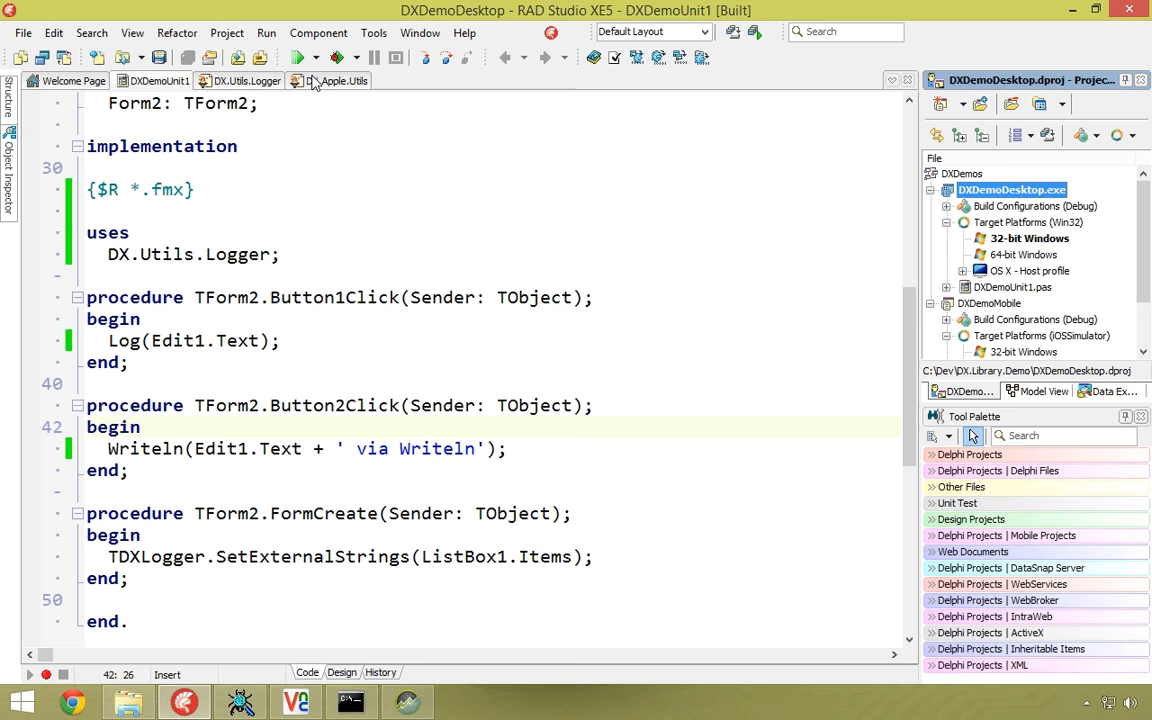 DXDemoDesktop - RAD Studio XE5 - DXDemoUnit1 [Built]
File Edit Search View Refactor Project Run Component Tools Window Help
Default Layout
Search
Welcome Page DXDemoUnit1 DX.Utils.Logger Apple.Utils
DXDemoDesktop.dproj - Projec...
Structure
Object Inspector
Form2: TForm2;
implementation
30
{$R *.fmx}
uses
DX.Utils.Logger;
procedure TForm2.Button1Click(Sender: TObject);
begin
Log(Edit1.Text);
end;
40
procedure TForm2.Button2Click(Sender: TObject);
42 begin
Writeln(Edit1.Text + ' via Writeln');
end;
procedure TForm2.FormCreate(Sender: TObject);
begin
TDXLogger.SetExternalStrings(ListBox1.Items);
end;
50
end.
42: 26 Insert
Code Design History
File
DXDemos
DXDemoDesktop.exe
Build Configurations (Debug)
Target Platforms (Win32)
32-bit Windows
64-bit Windows
OS X - Host profile
DXDemoUnit1.pas
DXDemoMobile
Build Configurations (Debug)
Target Platforms (iOSSimulator)
32-bit Windows
C:\Dev\DX.Library.Demo\DXDemoDesktop.dproj
DXDemo... Model View Data Ex...
Tool Palette
Search
Delphi Projects
Delphi Projects | Delphi Files
Other Files
Unit Test
Design Projects
Delphi Projects | Mobile Projects
Web Documents
Delphi Projects | DataSnap Server
Delphi Projects | WebServices
Delphi Projects | WebBroker
Delphi Projects | IntraWeb
Delphi Projects | ActiveX
Delphi Projects | Inheritable Items
Delphi Projects | XML